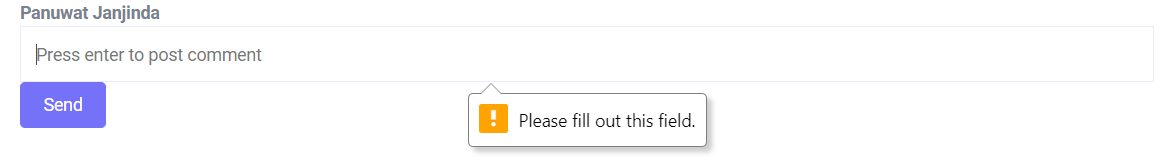 Panuwat Janjinda
Press enter to post comment
Send
! Please fill out this field.